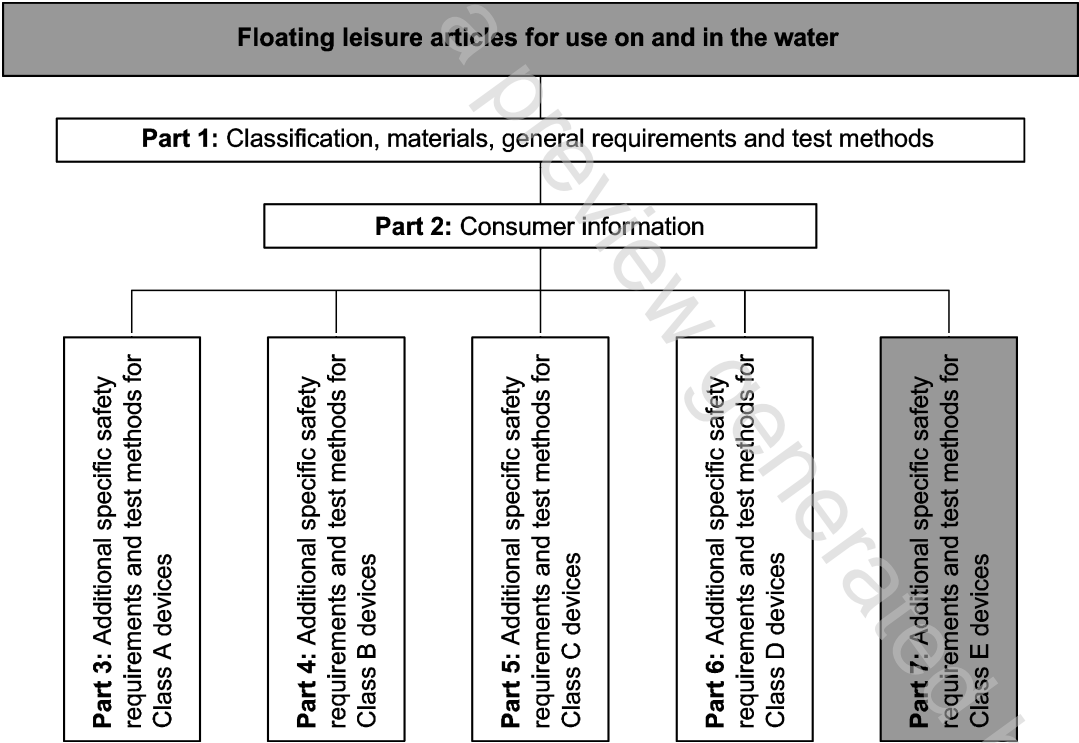 Floating leisure articles for use on and in the water
Part 1: Classification, materials, general requirements and test methods
Part 2: Consumer information
Part 3: Additional specific safety
requirements and test methods for
Class A devices
Part 4: Additional specific safety
requirements and test methods for
Class B devices
Part 5: Additional specific safety
requirements and test methods for
Class C devices
Part 6: Additional specific safety
requirements and test methods for
Class D devices
Part 7: Additional specific safety
requirements and test methods for
Class E devices
a preview generated